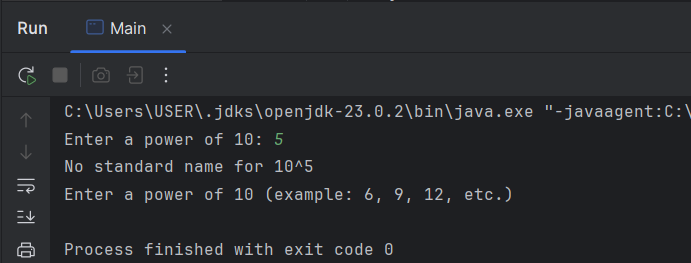 Run Main
C:\Users\USER\.jdks\openjdk-23.0.2\bin\java.exe "-javaagent:C:\
Enter a power of 10: 5
No standard name for 10^5
Enter a power of 10 (example: 6, 9, 12, etc.)
Process finished with exit code 0